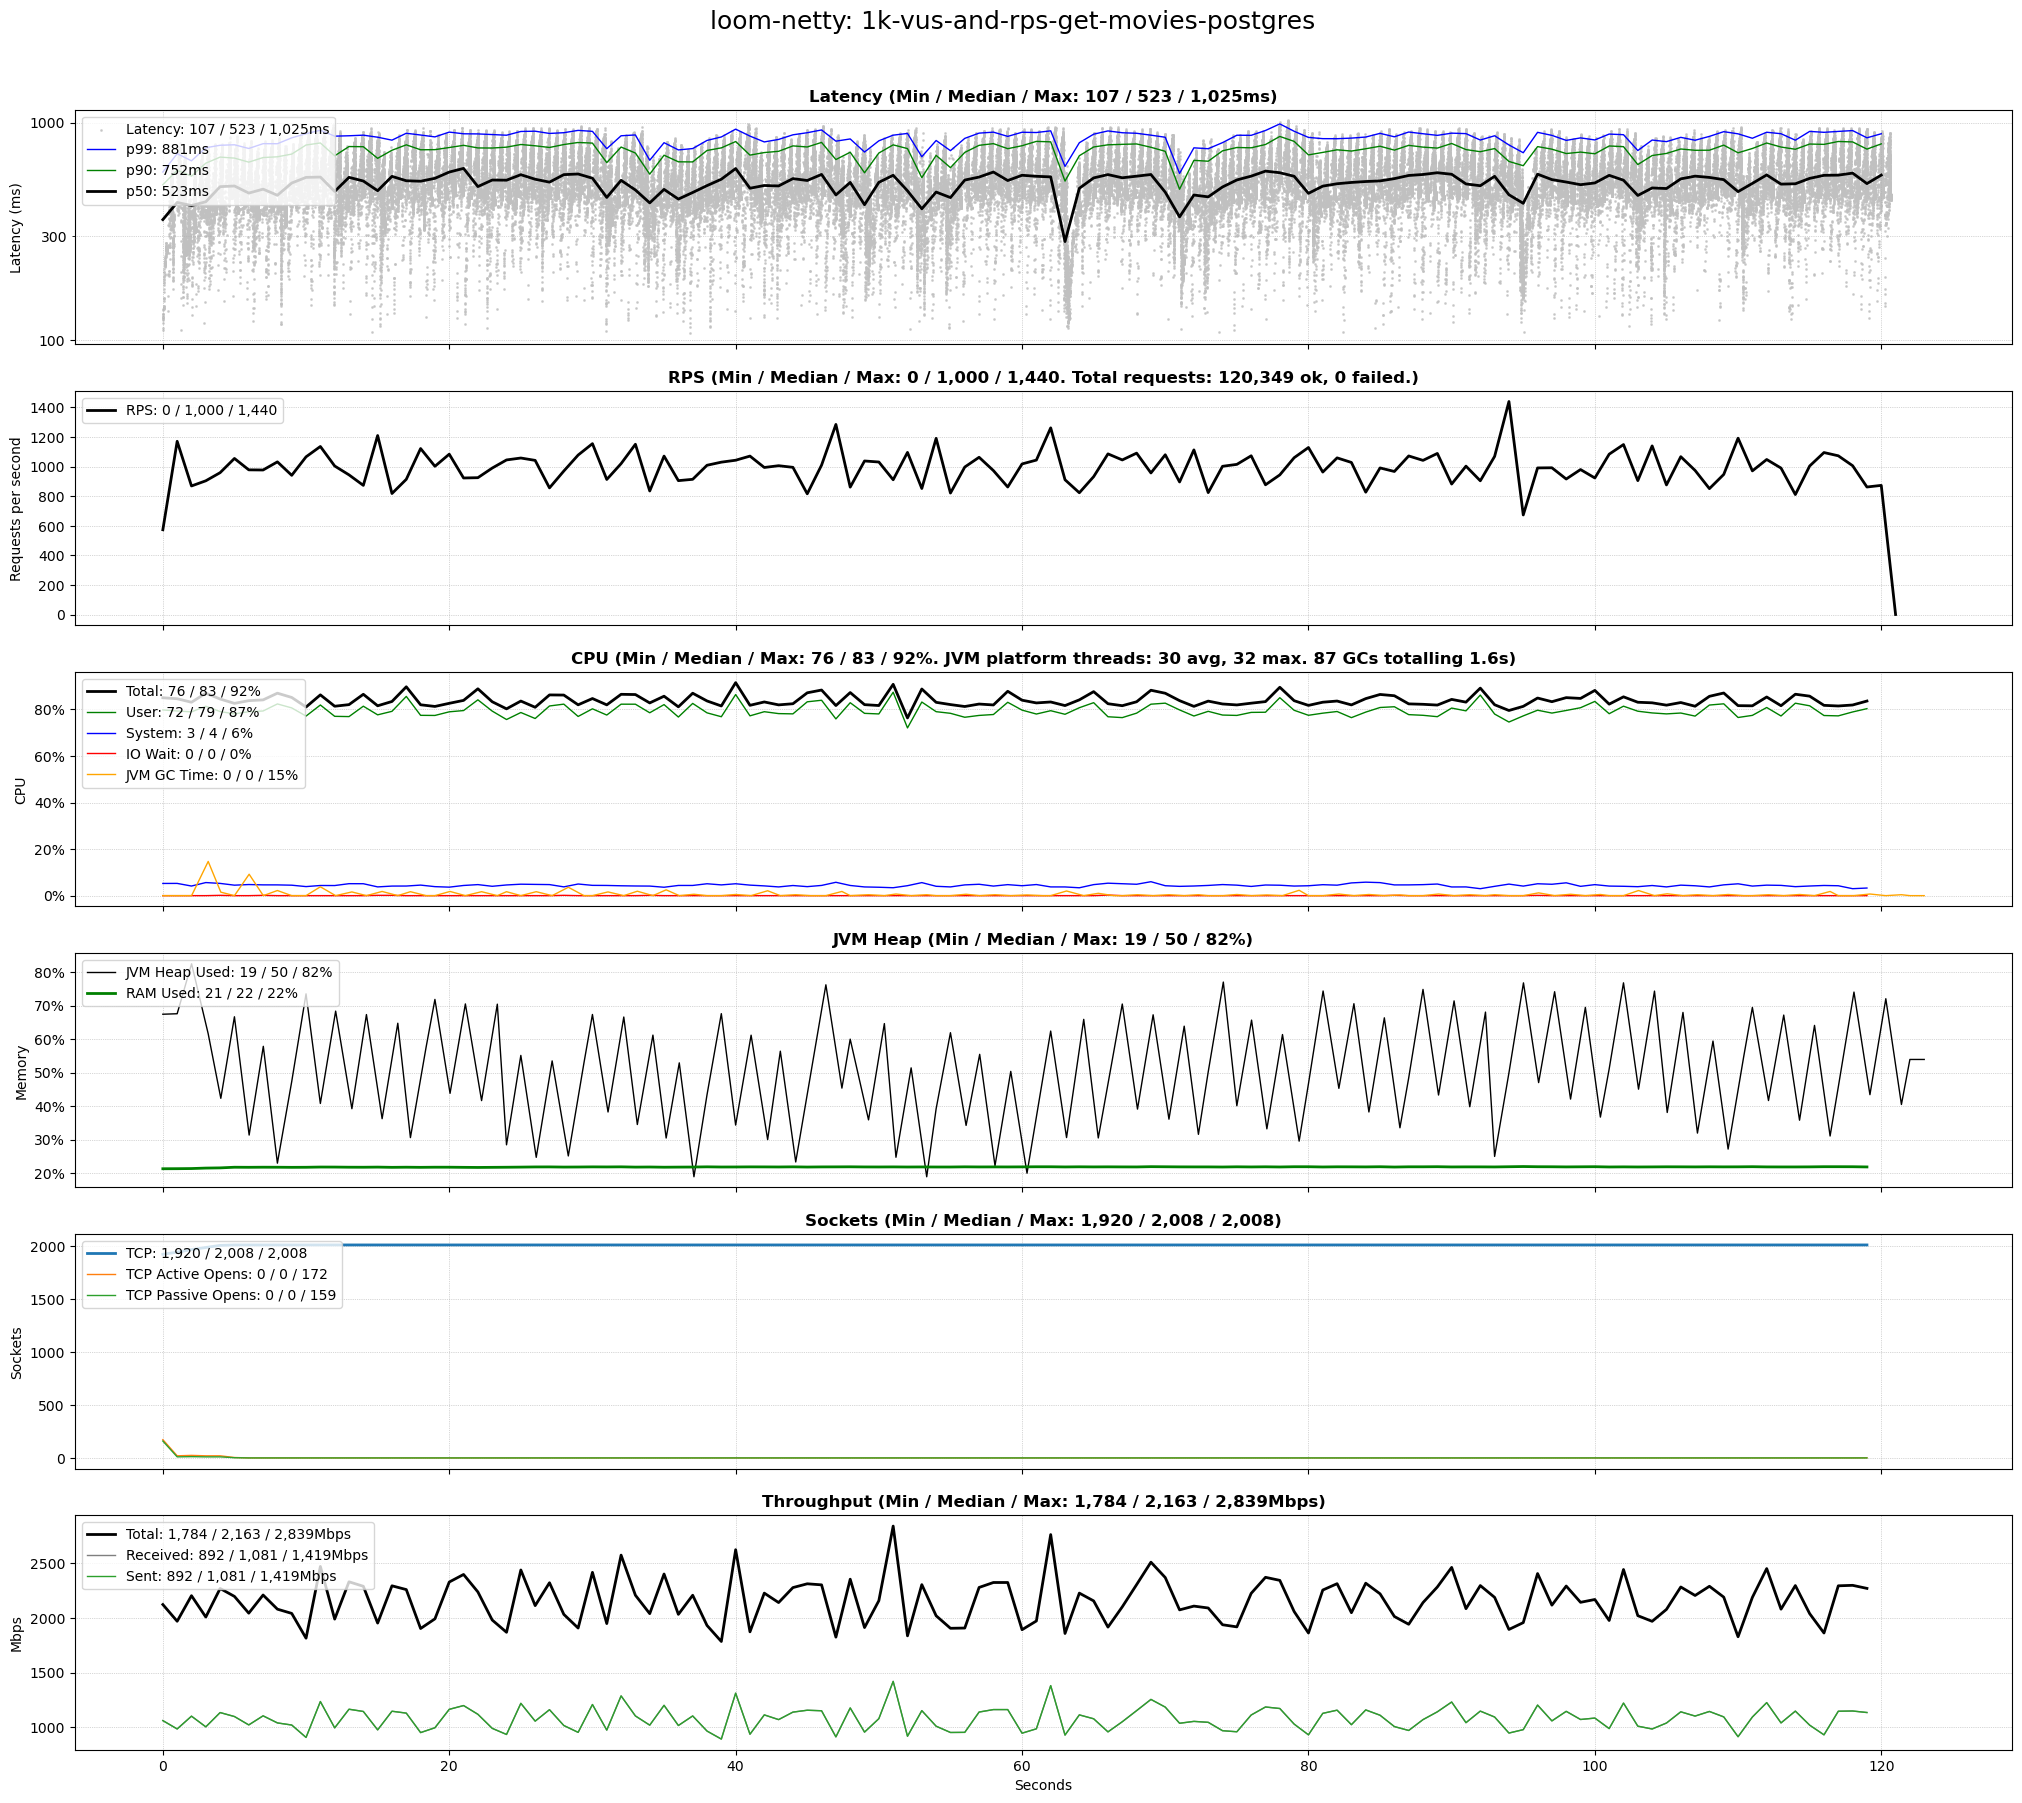 loom-netty: 1k-vus-and-rps-get-movies-postgres
Latency (Min / Median / Max: 107 / 523 / 1,025ms)
Latency (ms)
1000
300
100
Latency: 107 / 523 / 1,025ms
p99: 881ms
p90: 752ms
p50: 523ms
RPS (Min / Median / Max: 0 / 1,000 / 1,440. Total requests: 120,349 ok, 0 failed.)
Requests per second
1400
1200
1000
800
600
400
200
0
RPS: 0 / 1,000 / 1,440
CPU (Min / Median / Max: 76 / 83 / 92%. JVM platform threads: 30 avg, 32 max. 87 GCs totalling 1.6s)
CPU
80%
60%
40%
20%
0%
Total: 76 / 83 / 92%
User: 72 / 79 / 87%
System: 3 / 4 / 6%
IO Wait: 0 / 0 / 0%
JVM GC Time: 0 / 0 / 15%
JVM Heap (Min / Median / Max: 19 / 50 / 82%)
Memory
80%
70%
60%
50%
40%
30%
20%
JVM Heap Used: 19 / 50 / 82%
RAM Used: 21 / 22 / 22%
Sockets (Min / Median / Max: 1,920 / 2,008 / 2,008)
Sockets
2000
1500
1000
500
0
TCP: 1,920 / 2,008 / 2,008
TCP Active Opens: 0 / 0 / 172
TCP Passive Opens: 0 / 0 / 159
Throughput (Min / Median / Max: 1,784 / 2,163 / 2,839Mbps)
Mbps
2500
2000
1500
1000
Total: 1,784 / 2,163 / 2,839Mbps
Received: 892 / 1,081 / 1,419Mbps
Sent: 892 / 1,081 / 1,419Mbps
0 20 40 60 80 100 120
Seconds